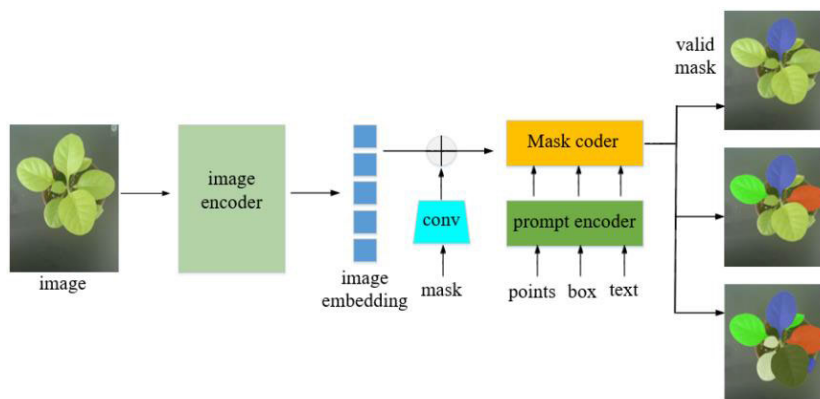 valid
mask
image
encoder
Mask coder
conv
prompt encoder
image
image
embedding
mask
points
box
text